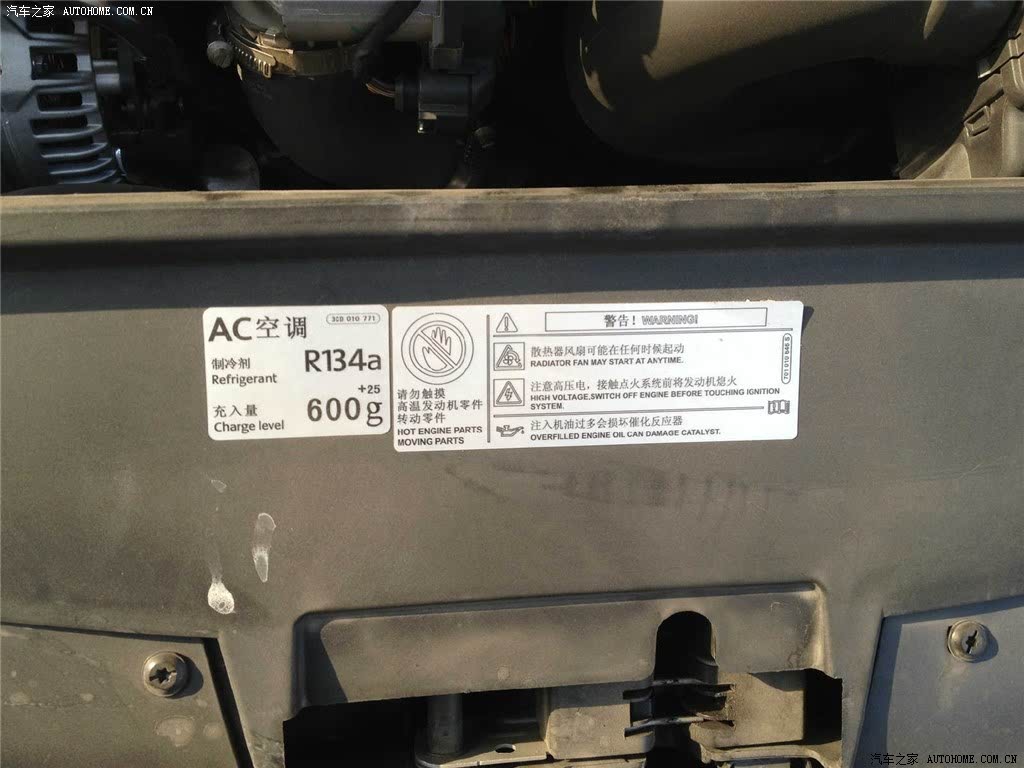 汽车之家 AUTOHOME.COM.CN
AC空调
3CD 010 771
制冷剂
Refrigerant
R134a
+25
充入量
Charge level
600g
请勿触摸
高温发动机零件
转动零件
HOT ENGINE PARTS
MOVING PARTS
警告！WARNING!
散热器风扇可能在任何时候起动
RADIATOR FAN MAY START AT ANYTIME.
注意高压电，接触点火系统前将发动机熄火
HIGH VOLTAGE,SWITCH OFF ENGINE BEFORE TOUCHING IGNITION
SYSTEM.
注入机油过多会损坏催化反应器
OVERFILLED ENGINE OIL CAN DAMAGE CATALYST.
汽车之家 AUTOHOME.COM.CN